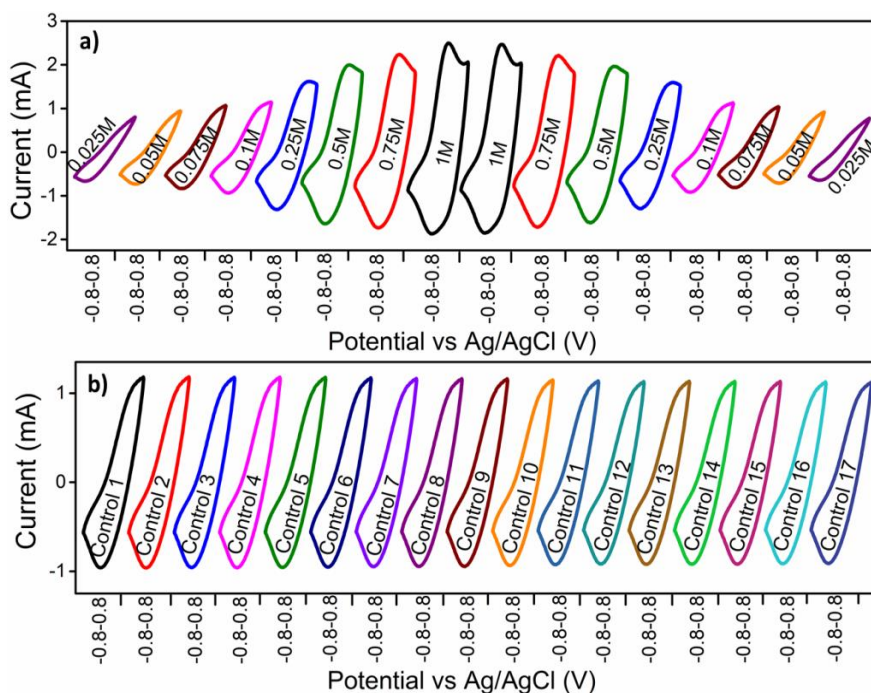 a)
Current (mA)
3
2
1
0
-1
-2
0.025M 0.05M 0.075M 0.1M 0.25M 0.5M 0.75M 1M 1M 0.75M 0.5M 0.25M 0.1M 0.075M 0.05M 0.025M
-0.8-0.8 -0.8-0.8 -0.8-0.8 -0.8-0.8 -0.8-0.8 -0.8-0.8 -0.8-0.8 -0.8-0.8 -0.8-0.8 -0.8-0.8 -0.8-0.8 -0.8-0.8 -0.8-0.8 -0.8-0.8 -0.8-0.8 -0.8-0.8
Potential vs Ag/AgCl (V)
b)
Current (mA)
1
0
-1
Control 1 Control 2 Control 3 Control 4 Control 5 Control 6 Control 7 Control 8 Control 9 Control 10 Control 11 Control 12 Control 13 Control 14 Control 15 Control 16 Control 17
-0.8-0.8 -0.8-0.8 -0.8-0.8 -0.8-0.8 -0.8-0.8 -0.8-0.8 -0.8-0.8 -0.8-0.8 -0.8-0.8 -0.8-0.8 -0.8-0.8 -0.8-0.8 -0.8-0.8 -0.8-0.8 -0.8-0.8 -0.8-0.8 -0.8-0.8
Potential vs Ag/AgCl (V)